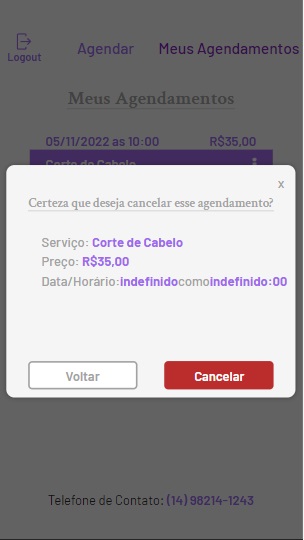 Agendar Meus Agendamentos
Logout
Meus Agendamentos
05/11/2022 as 10:00 R$35,00
Corte de Cabelo
x
Certeza que deseja cancelar esse agendamento?
Serviço: Corte de Cabelo
Preço: R$35,00
Data/Horário:indefinidocomoindefinido:00
Voltar Cancelar
Telefone de Contato: (14) 98214-1243